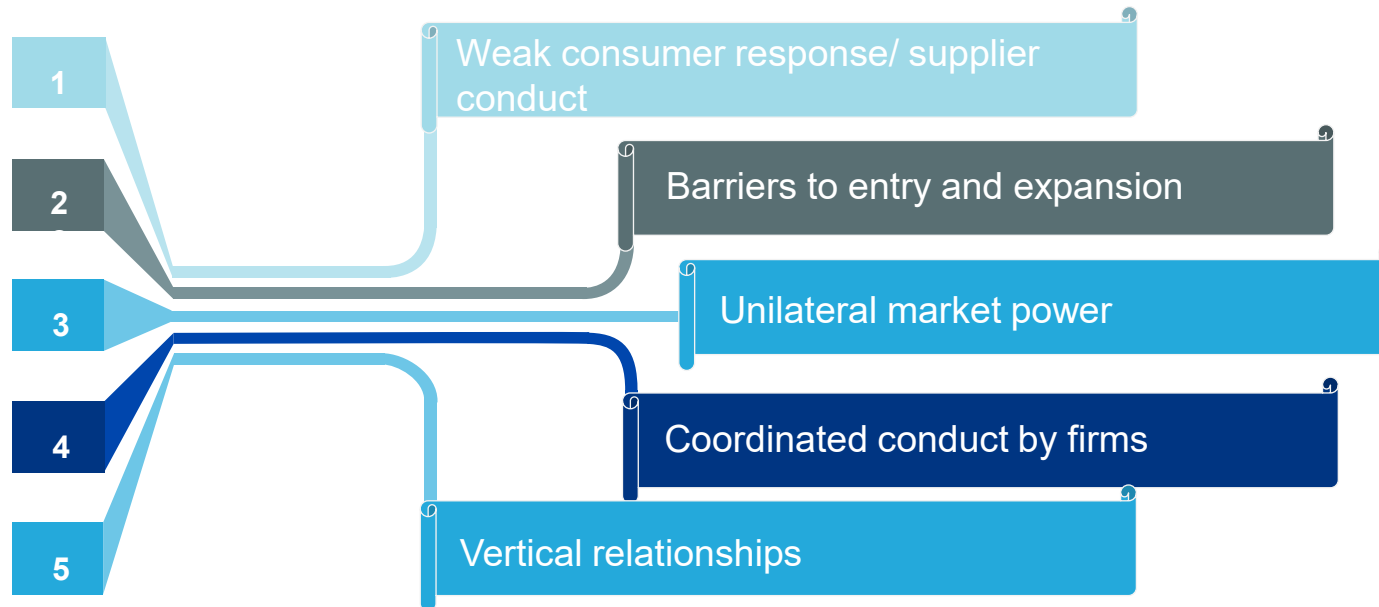 1
Weak consumer response/ supplier
conduct
2
Barriers to entry and expansion
3
Unilateral market power
4
Coordinated conduct by firms
5
Vertical relationships